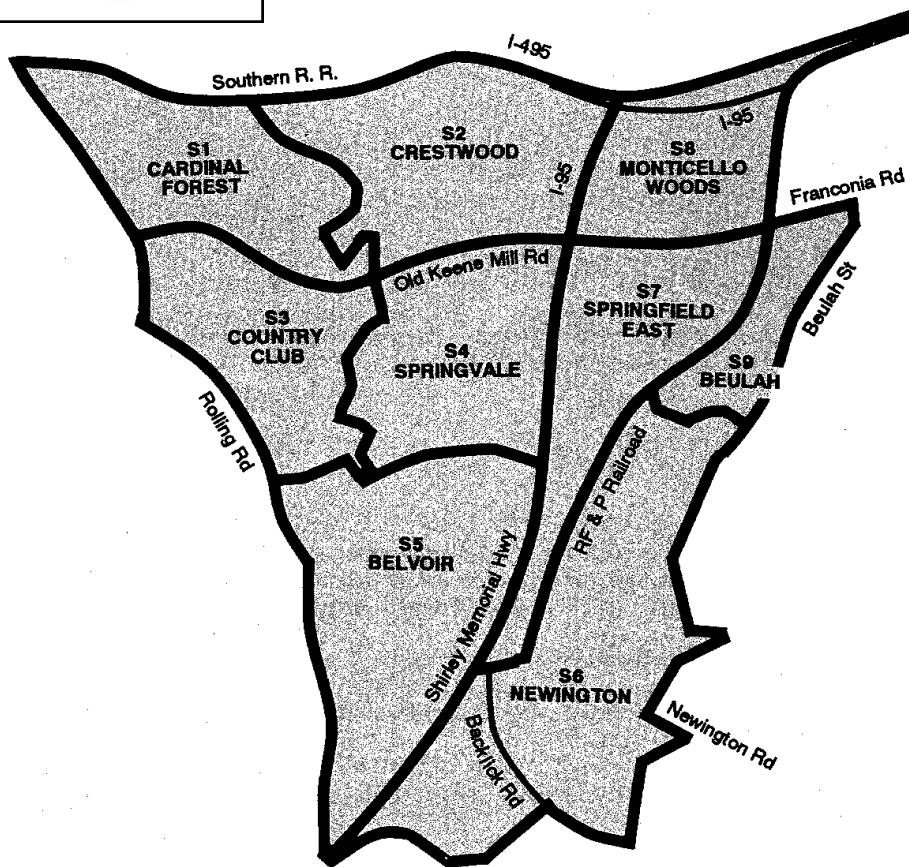 I-495
Southern R. R.
I-95
S1
CARDINAL
FOREST
S2
CRESTWOOD
I-95
S8
MONTICELLO
WOODS
Franconia Rd
Old Keene Mill Rd
Beulah St
S3
COUNTRY
CLUB
S4
SPRINGVALE
S7
SPRINGFIELD
EAST
S9
BEULAH
Rolling Rd
RF & P Railroad
S5
BELVOIR
Shirley Memorial Hwy
S6
NEWINGTON
Backlick Rd
Newington Rd